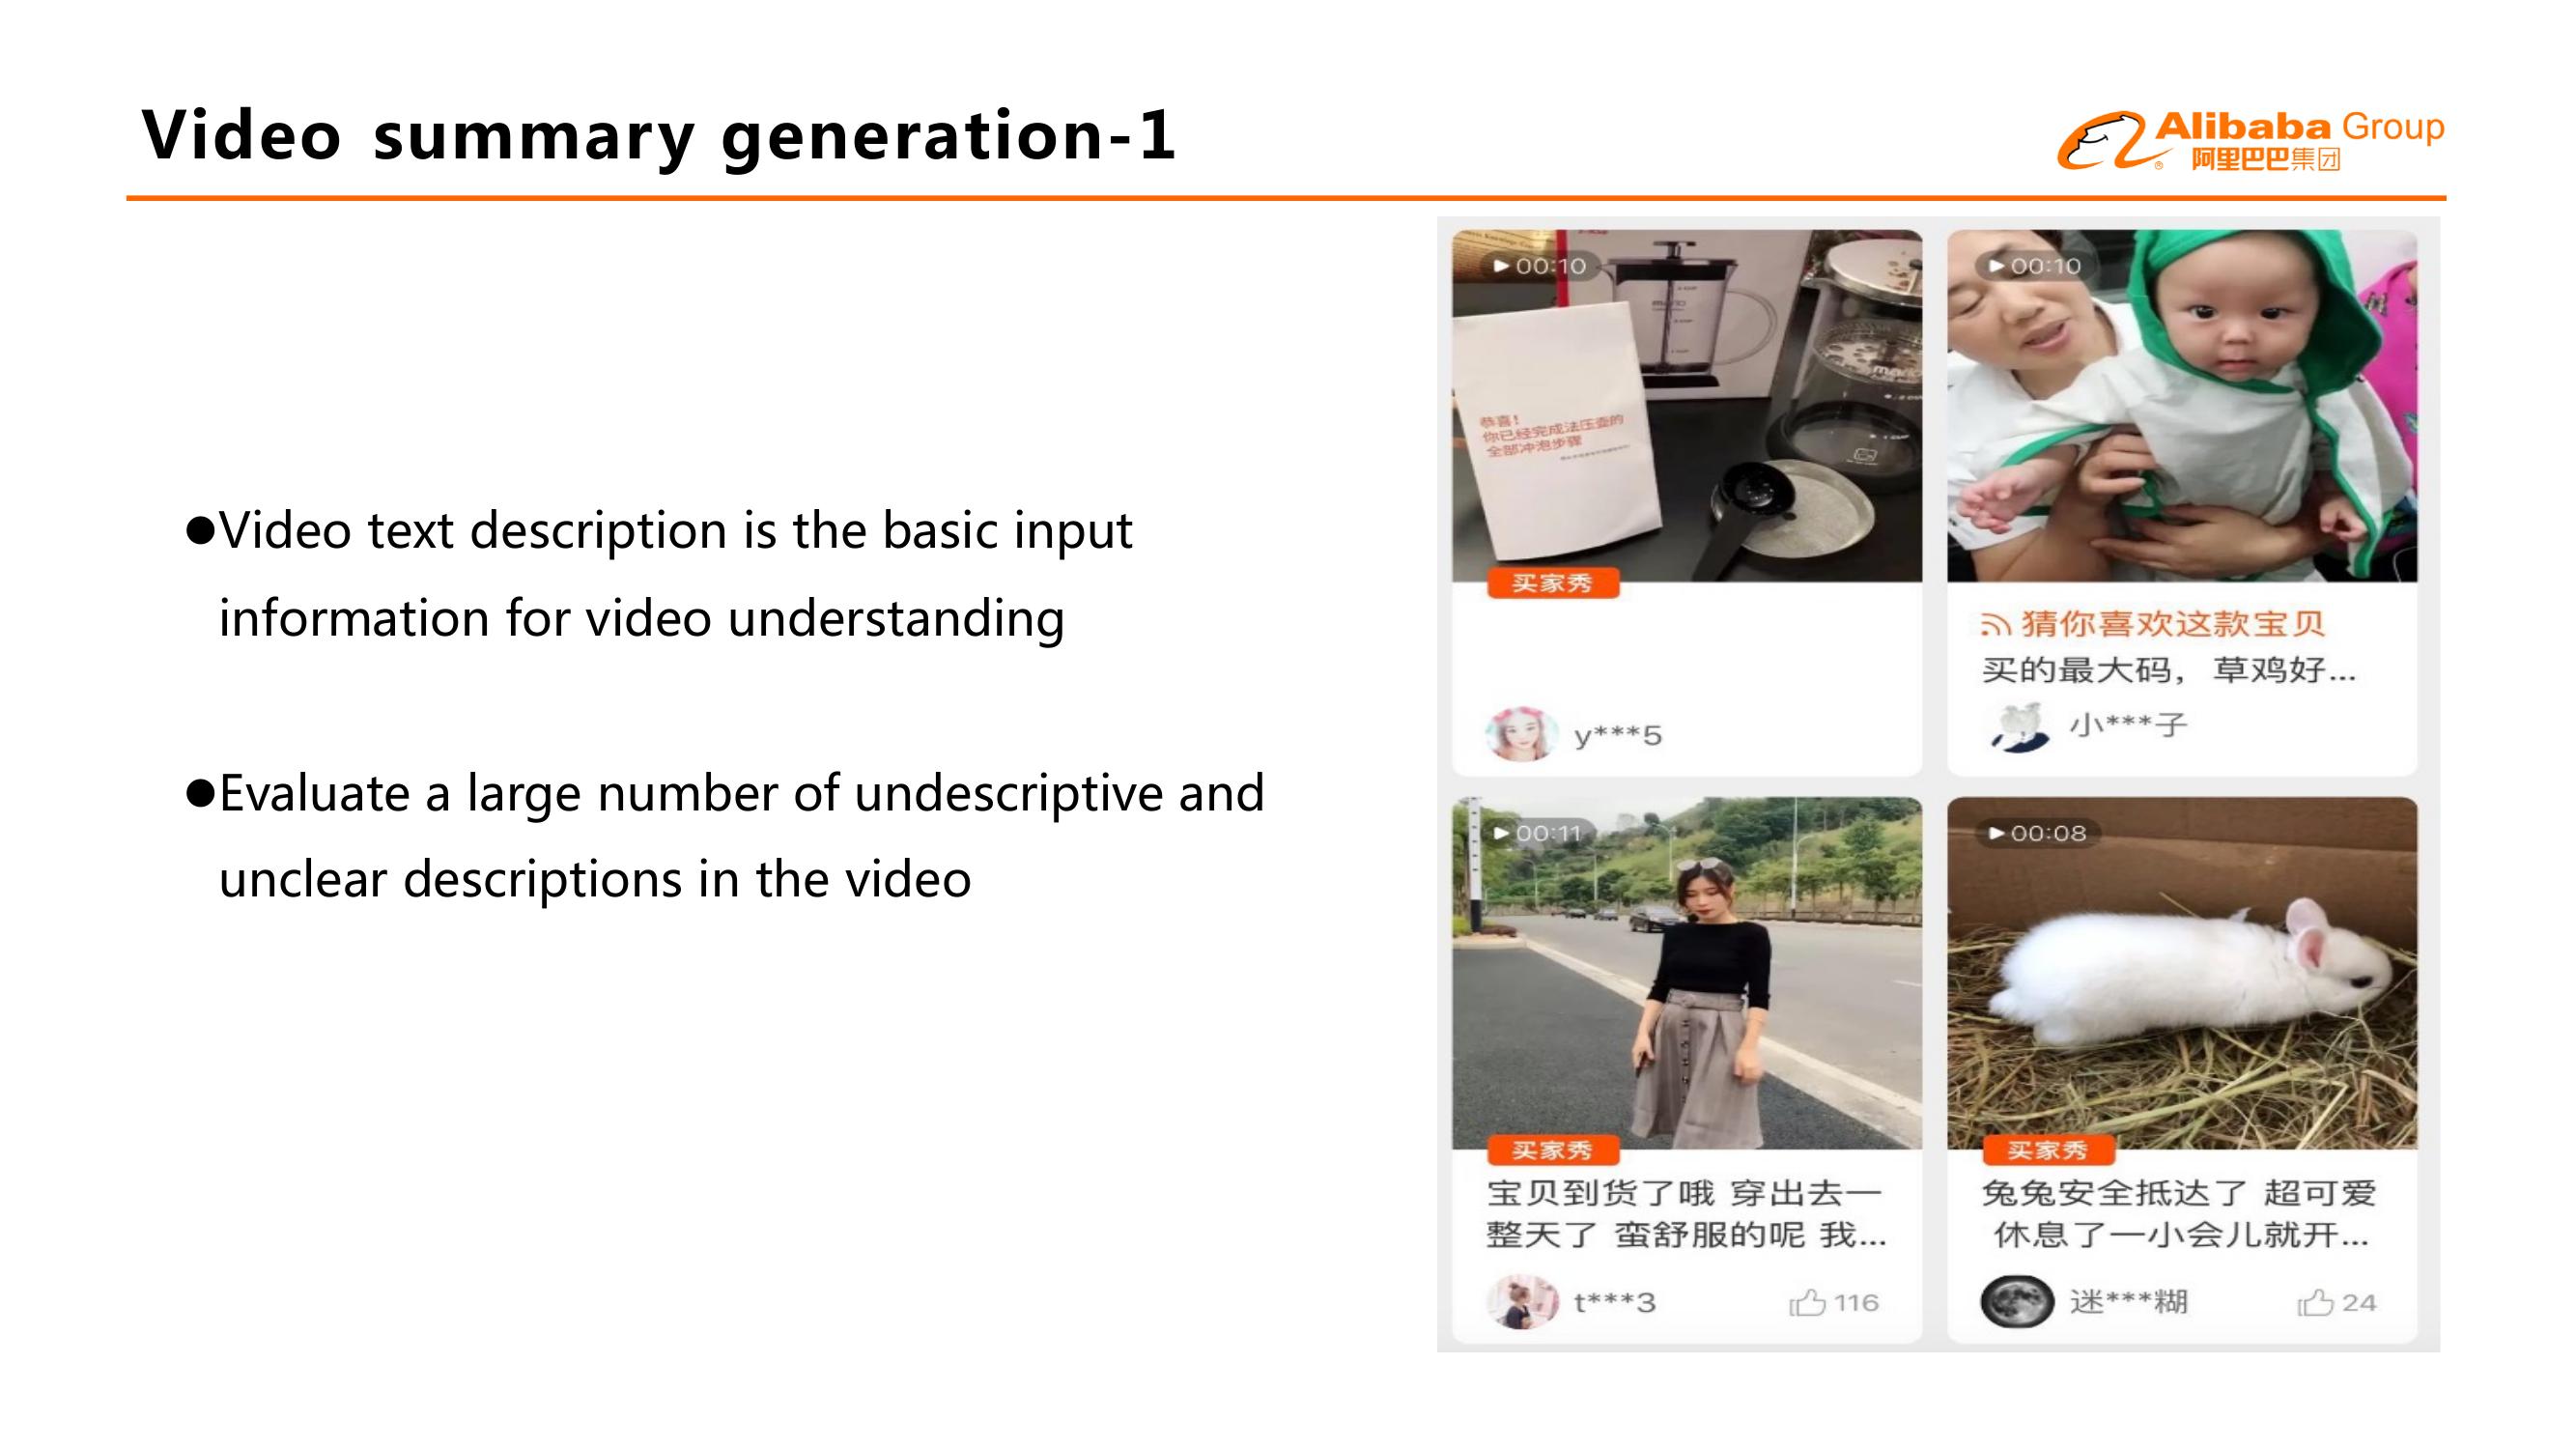 Video summary generation-1
Alibaba Group
阿里巴巴集团
●Video text description is the basic input
information for video understanding
●Evaluate a large number of undescriptive and
unclear descriptions in the video
00:10
恭喜!
你已经完成法压壶的
全部冲泡步骤
买家秀
y***5
00:10
猜你喜欢这款宝贝
买的最大码，草鸡好...
小***子
00:11
买家秀
宝贝到货了哦 穿出去一
整天了 蛮舒服的呢 我...
t***3
116
00:08
买家秀
兔兔安全抵达了 超可爱
休息了一小会儿就开...
迷***糊
24